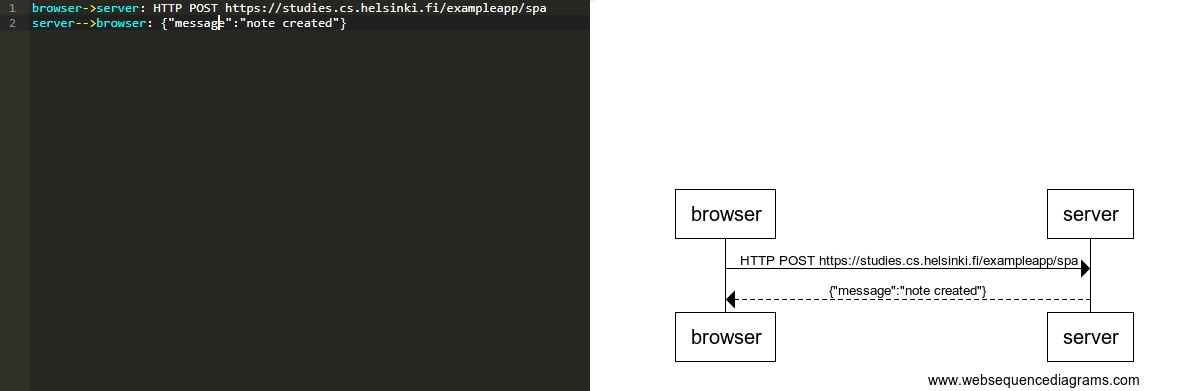 1 browser->server: HTTP POST https://studies.cs.helsinki.fi/exampleapp/spa
2 server-->browser: {"message":"note created"}
browser server
HTTP POST https://studies.cs.helsinki.fi/exampleapp/spa
{"message":"note created"}
browser server
www.websequencediagrams.com